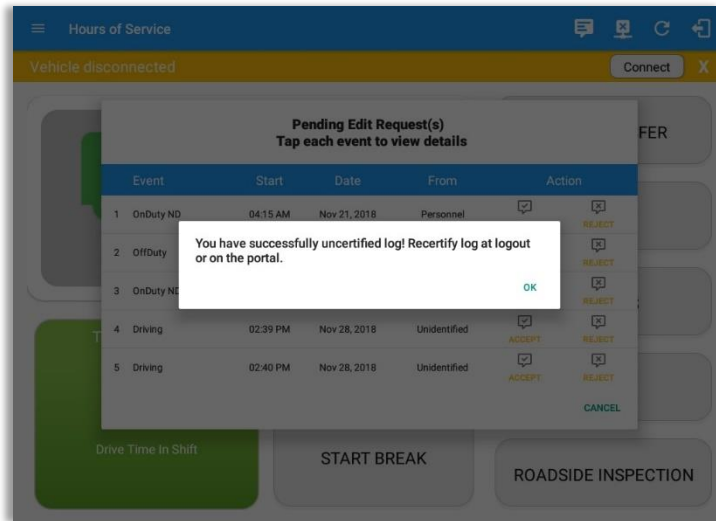 Hours of Service
Vehicle disconnected
Connect
X
FER
Pending Edit Request(s)
Tap each event to view details
Event Start Date From Action
1 OnDuty ND 04:15 AM Nov 21, 2018 Personnel REJECT
2 OffDuty REJECT
You have successfully uncertified log! Recertify log at logout
or on the portal.
OK
3 OnDuty ND REJECT
4 Driving 02:39 PM Nov 28, 2018 Unidentified ACCEPT REJECT
5 Driving 02:40 PM Nov 28, 2018 Unidentified ACCEPT REJECT
CANCEL
T
Drive Time In Shift
START BREAK
ROADSIDE INSPECTION